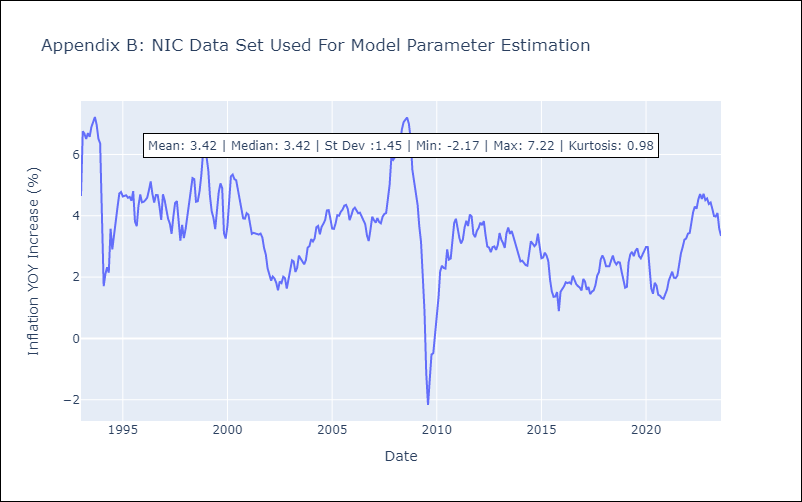 Appendix B: NIC Data Set Used For Model Parameter Estimation
Mean: 3.42 | Median: 3.42 | St Dev :1.45 | Min: -2.17 | Max: 7.22 | Kurtosis: 0.98
Inflation YOY Increase (%)
6
4
2
0
−2
1995
2000
2005
2010
2015
2020
Date